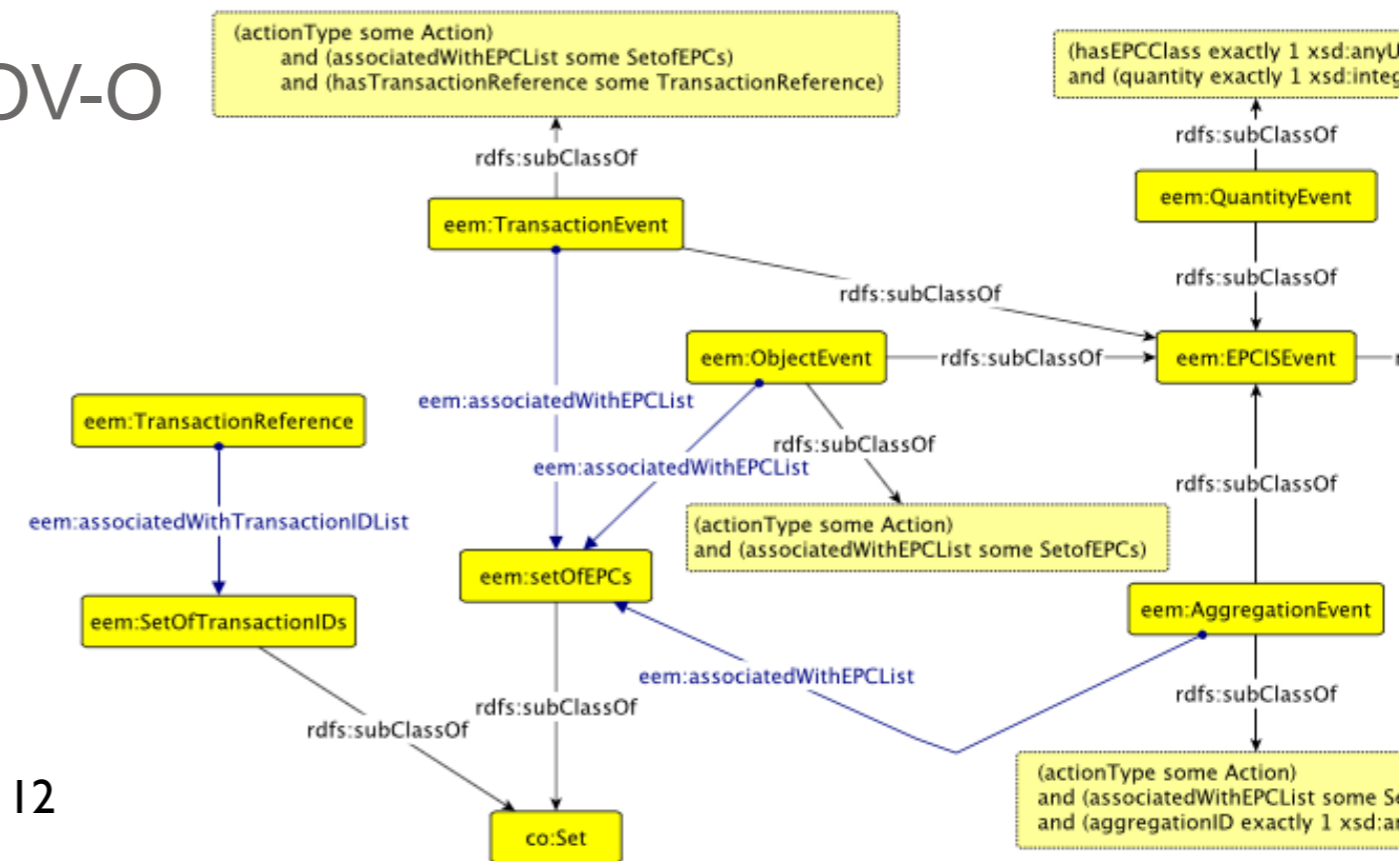 (actionType some Action)
and (associatedWithEPCList some SetofEPCs)
and (hasTransactionReference some TransactionReference)
(hasEPCClass exactly 1 xsd:anyU
and (quantity exactly 1 xsd:integ
OV-O
rdfs:subClassOf
rdfs:subClassOf
eem:TransactionEvent
eem:QuantityEvent
rdfs:subClassOf
rdfs:subClassOf
eem:ObjectEvent
rdfs:subClassOf
eem:EPCISEvent
eem:associatedWithEPCList
eem:TransactionReference
rdfs:subClassOf
eem:associatedWithEPCList
rdfs:subClassOf
eem:associatedWithTransactionIDList
(actionType some Action)
and (associatedWithEPCList some SetofEPCs)
eem:setOfEPCs
eem:SetOfTransactionIDs
eem:AggregationEvent
eem:associatedWithEPCList
rdfs:subClassOf
rdfs:subClassOf
rdfs:subClassOf
(actionType some Action)
and (associatedWithEPCList some Se
and (aggregationID exactly 1 xsd:an
12
co:Set